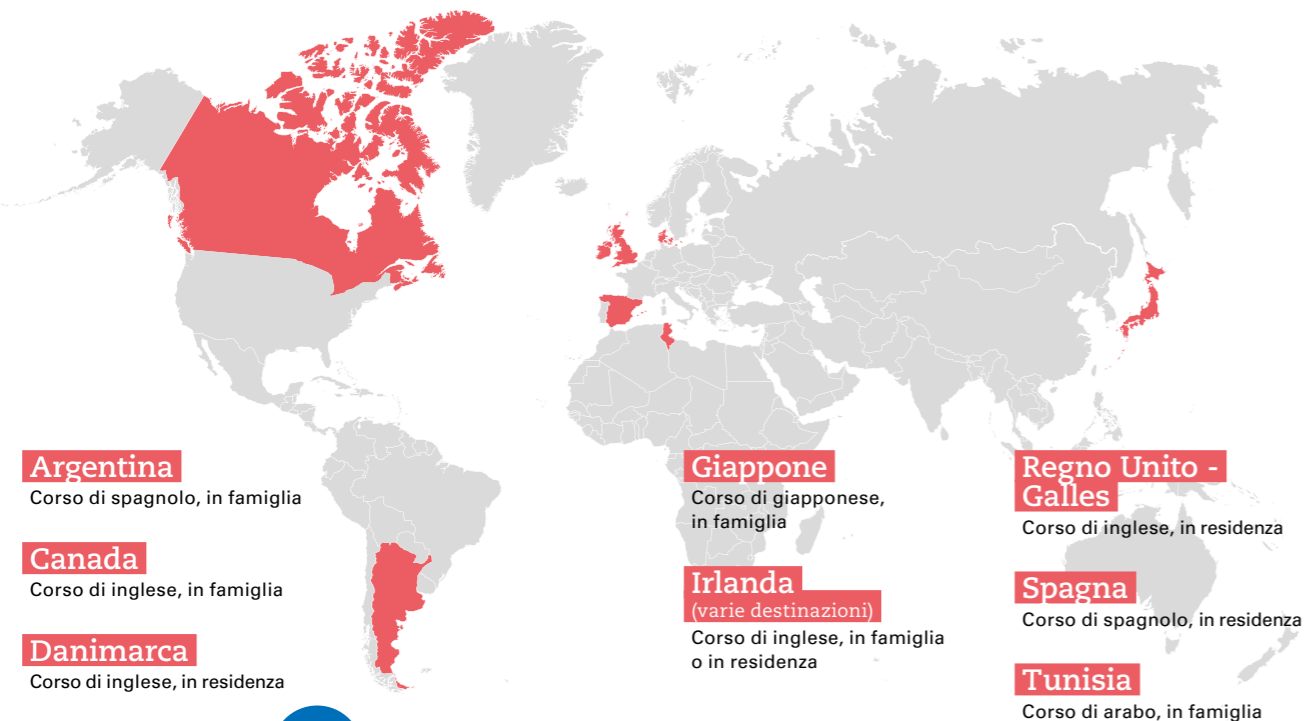 Argentina
Corso di spagnolo, in famiglia
Canada
Corso di inglese, in famiglia
Danimarca
Corso di inglese, in residenza
Giappone
Corso di giapponese,
in famiglia
Irlanda
(varie destinazioni)
Corso di inglese, in famiglia
o in residenza
Regno Unito -
Galles
Corso di inglese, in residenza
Spagna
Corso di spagnolo, in residenza
Tunisia
Corso di arabo, in famiglia